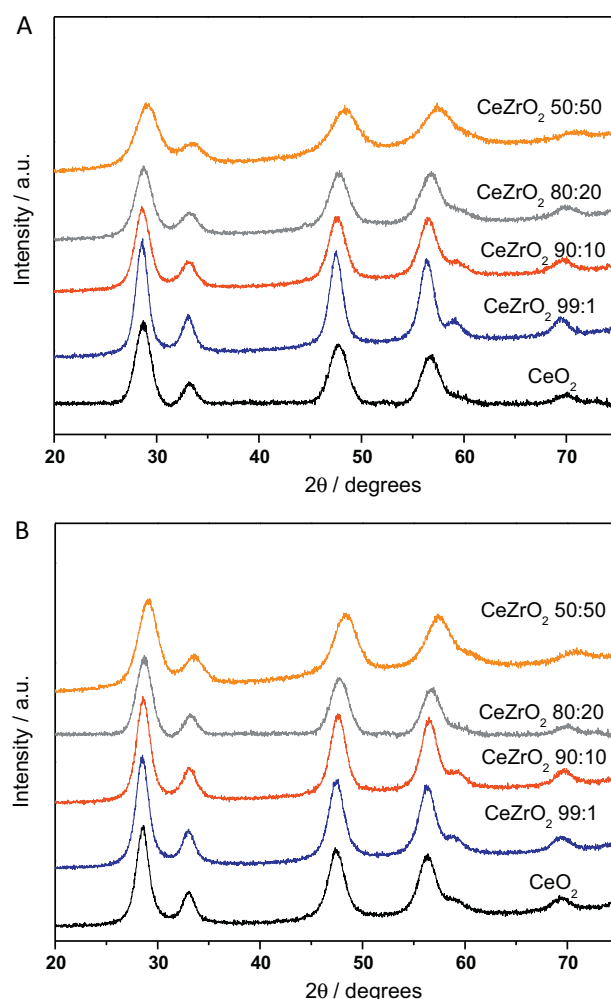 A
CeZrO₂ 50:50
CeZrO₂ 80:20
CeZrO₂ 90:10
CeZrO₂ 99:1
CeO₂
Intensity / a.u.
20 30 40 50 60 70
2θ / degrees
B
CeZrO₂ 50:50
CeZrO₂ 80:20
CeZrO₂ 90:10
CeZrO₂ 99:1
CeO₂
Intensity / a.u.
20 30 40 50 60 70
2θ / degrees